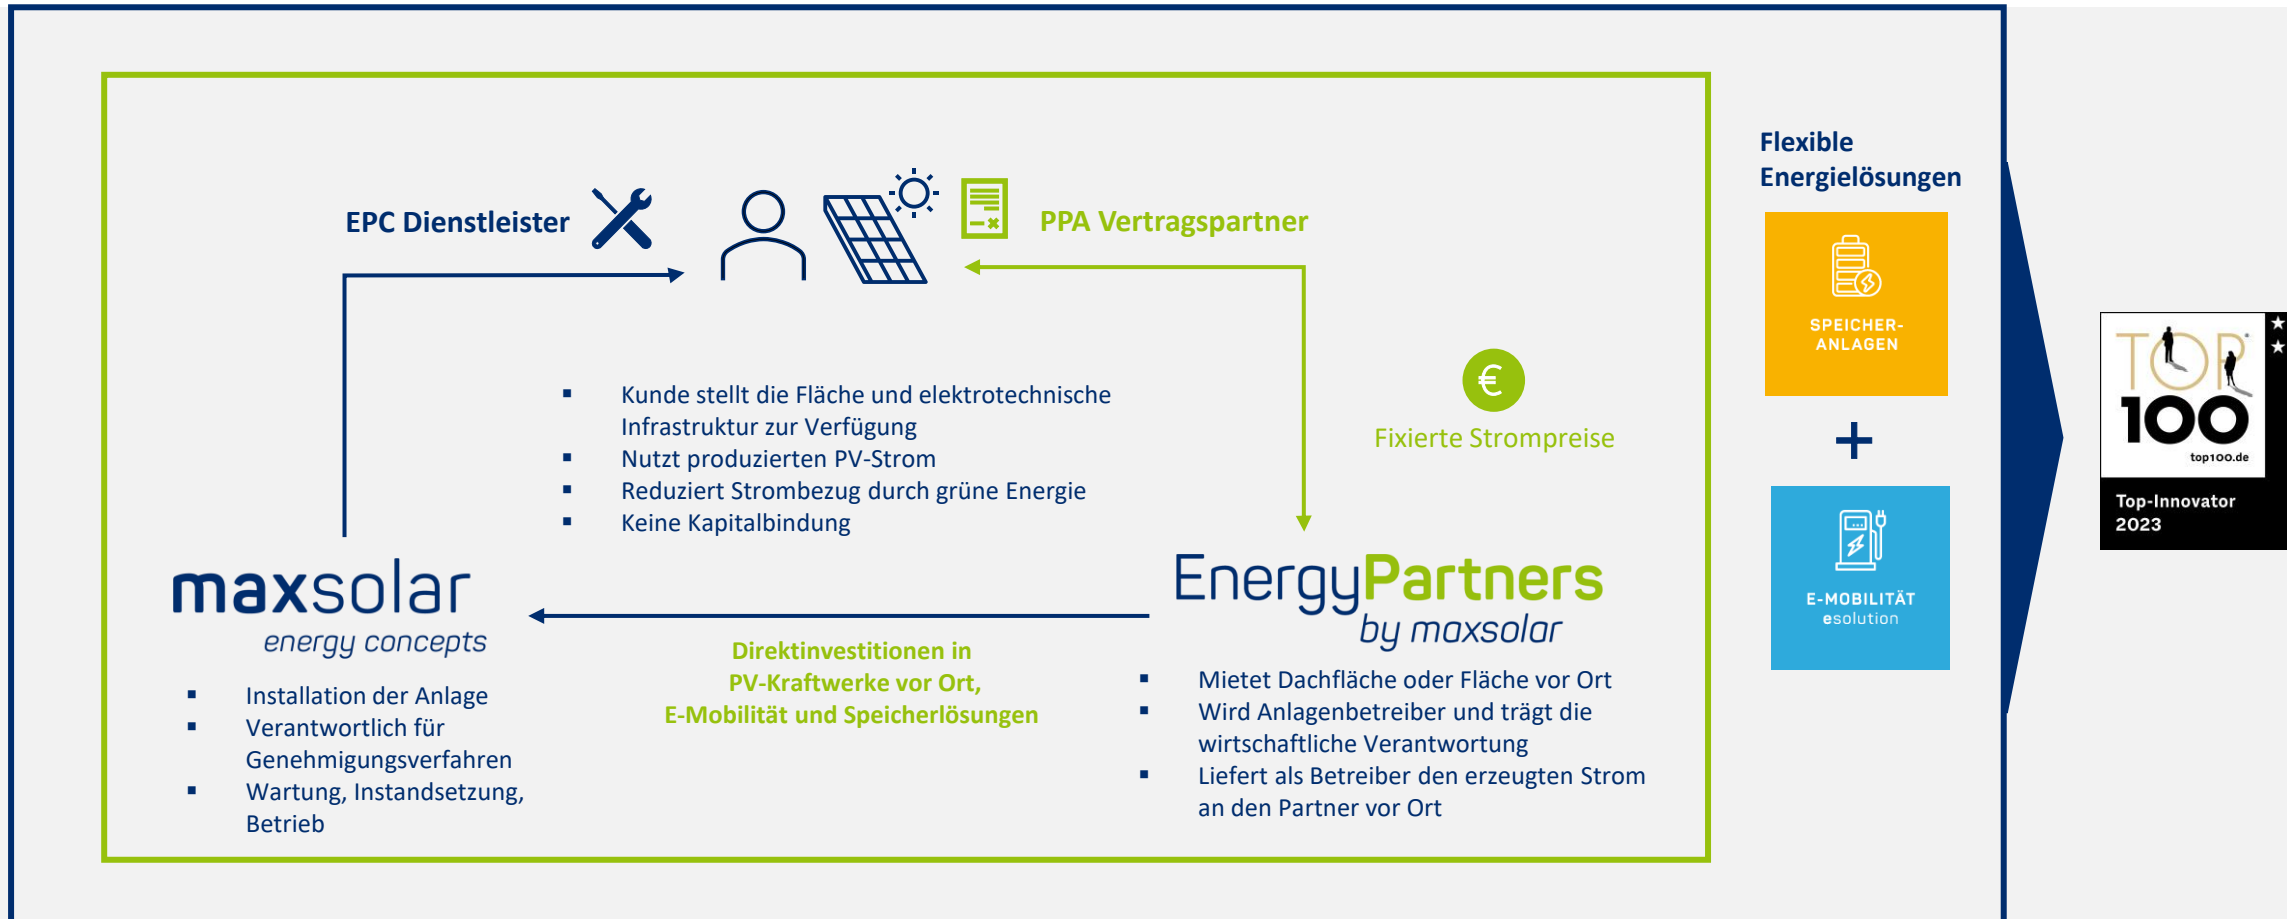 EPC Dienstleister
PPA Vertragspartner
Kunde stellt die Fläche und elektrotechnische
Infrastruktur zur Verfügung
Nutzt produzierten PV-Strom
Reduziert Strombezug durch grüne Energie
Keine Kapitalbindung
€
Fixierte Strompreise
maxsolar
energy concepts
Installation der Anlage
Verantwortlich für
Genehmigungsverfahren
Wartung, Instandsetzung,
Betrieb
Direktinvestitionen in
PV-Kraftwerke vor Ort,
E-Mobilität und Speicherlösungen
EnergyPartners
by maxsolar
Mietet Dachfläche oder Fläche vor Ort
Wird Anlagenbetreiber und trägt die
wirtschaftliche Verantwortung
Liefert als Betreiber den erzeugten Strom
an den Partner vor Ort
Flexible
Energielösungen
SPEICHER-
ANLAGEN
+
E-MOBILITÄT
esolution
TOP
100
top100.de
Top-Innovator
2023